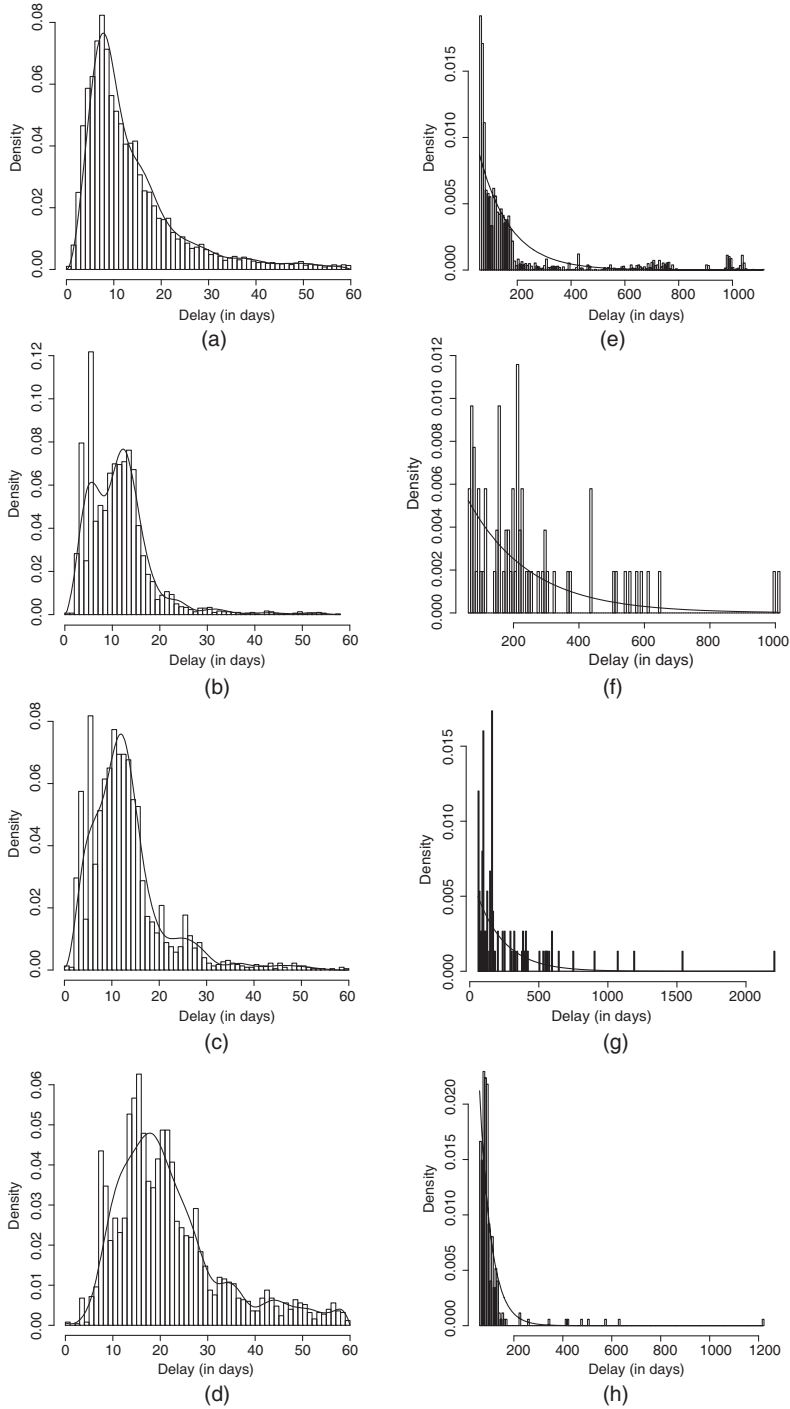 0.08
0.06
0.04
0.02
0.00
Density
0 10 20 30 40 50 60
Delay (in days)
(a)
0.015
0.010
0.005
0.000
Density
200 400 600 800 1000
Delay (in days)
(e)
0.12
0.10
0.08
0.06
0.04
0.02
0.00
Density
0 10 20 30 40 50 60
Delay (in days)
(b)
0.012
0.010
0.008
0.006
0.004
0.002
0.000
Density
200 400 600 800 1000
Delay (in days)
(f)
0.08
0.06
0.04
0.02
0.00
Density
0 10 20 30 40 50 60
Delay (in days)
(c)
0.015
0.010
0.005
0.000
Density
0 500 1000 1500 2000
Delay (in days)
(g)
0.06
0.05
0.04
0.03
0.02
0.01
0.00
Density
0 10 20 30 40 50 60
Delay (in days)
(d)
0.020
0.015
0.010
0.005
0.000
Density
200 400 600 800 1000 1200
Delay (in days)
(h)